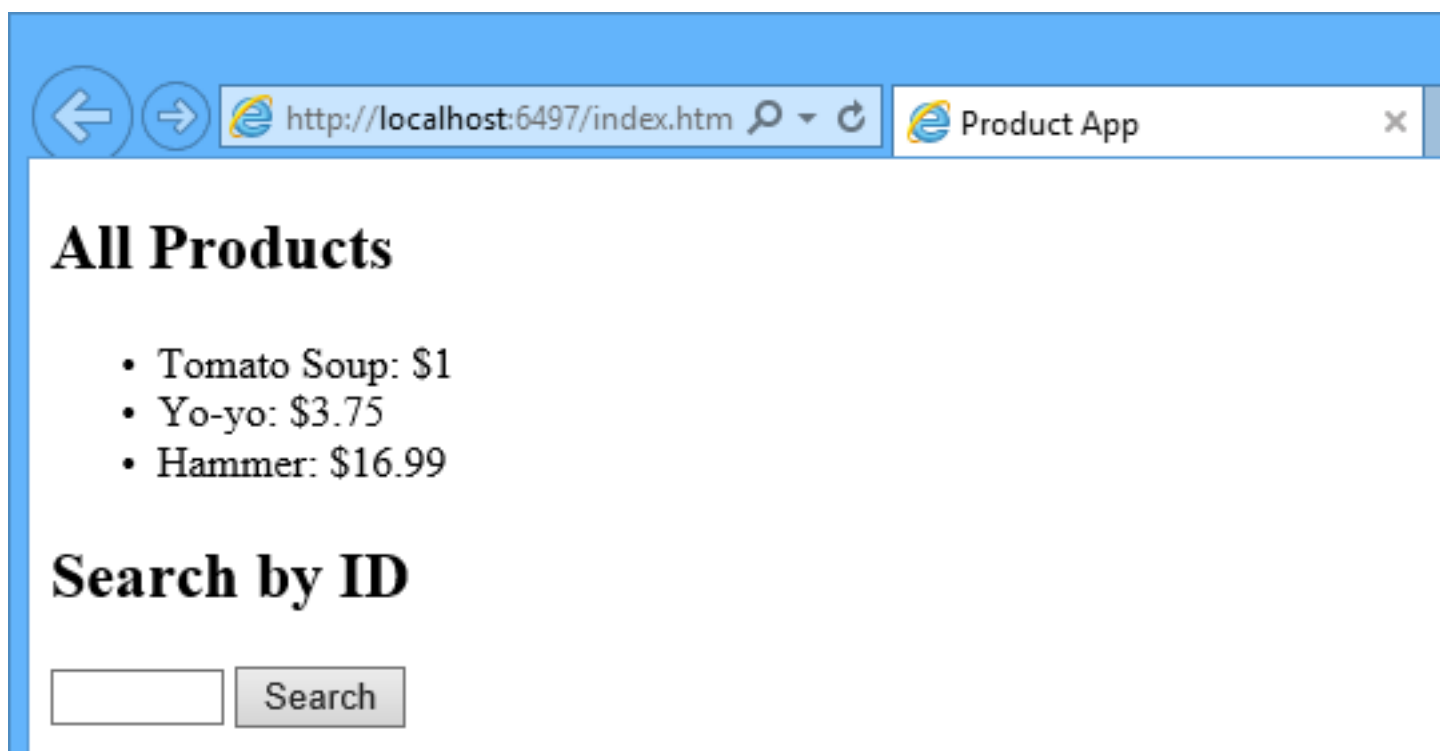 http://localhost:6497/index.htm
Product App
All Products
• Tomato Soup: $1
• Yo-yo: $3.75
• Hammer: $16.99
Search by ID
Search